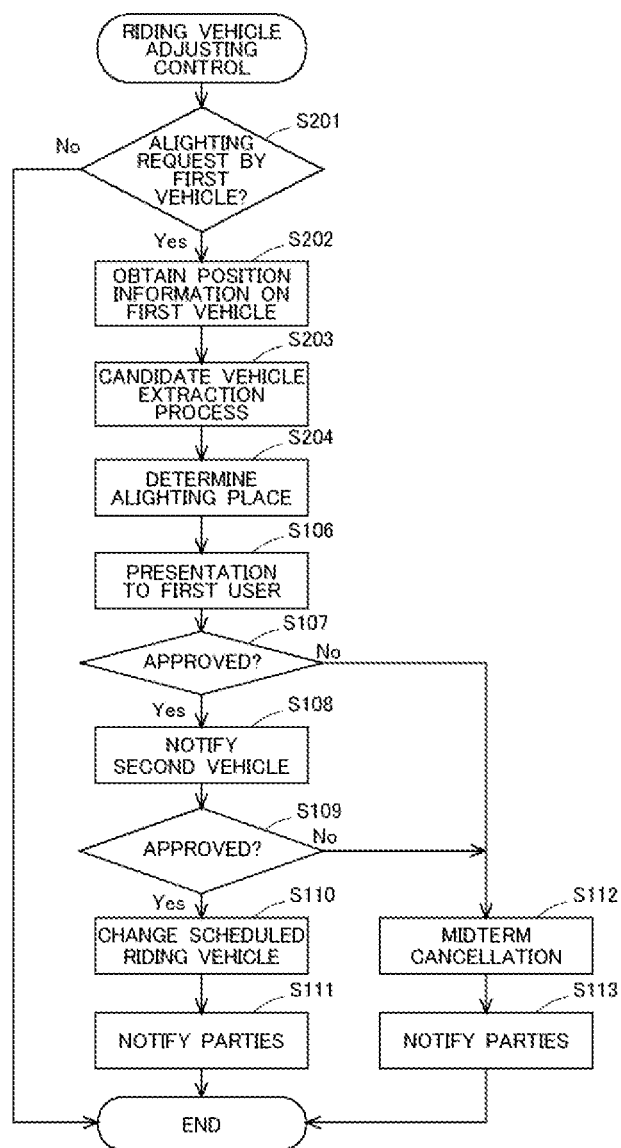 RIDING VEHICLE
ADJUSTING
CONTROL
S201
No
ALIGHTING
REQUEST BY
FIRST
VEHICLE?
Yes
S202
OBTAIN POSITION
INFORMATION ON
FIRST VEHICLE
S203
CANDIDATE VEHICLE
EXTRACTION
PROCESS
S204
DETERMINE
ALIGHTING PLACE
S106
PRESENTATION
TO FIRST USER
S107
APPROVED?
No
Yes
S108
NOTIFY
SECOND VEHICLE
S109
APPROVED?
No
Yes
S110
CHANGE SCHEDULED
RIDING VEHICLE
S112
MIDTERM
CANCELLATION
S111
NOTIFY PARTIES
S113
NOTIFY PARTIES
END